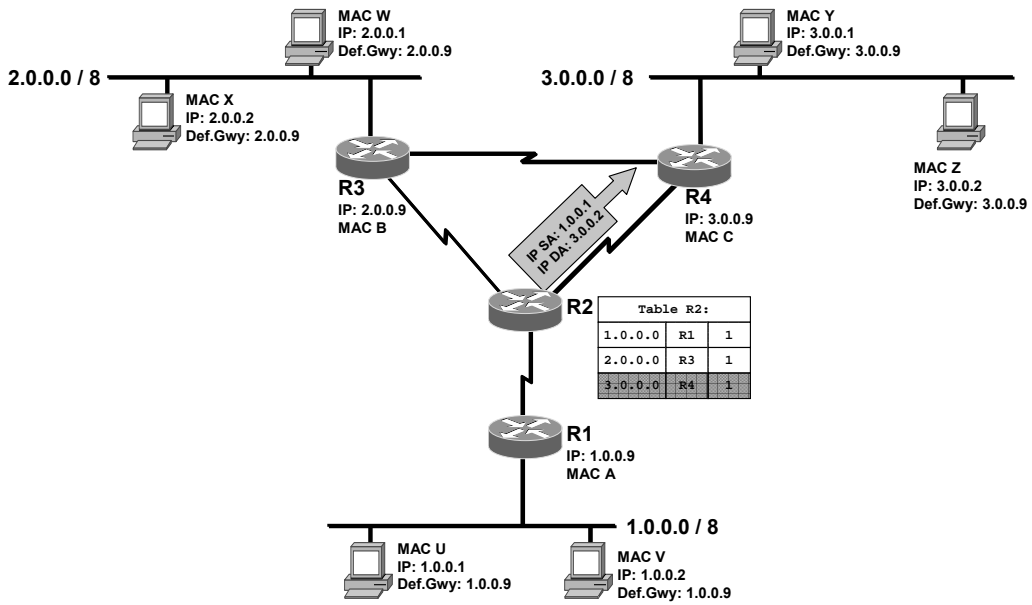 MAC W
IP: 2.0.0.1
Def.Gwy: 2.0.0.9
MAC Y
IP: 3.0.0.1
Def.Gwy: 3.0.0.9
2.0.0.0 / 8
3.0.0.0 / 8
MAC X
IP: 2.0.0.2
Def.Gwy: 2.0.0.9
MAC Z
IP: 3.0.0.2
Def.Gwy: 3.0.0.9
R3
IP: 2.0.0.9
MAC B
R4
IP: 3.0.0.9
MAC C
IP SA: 1.0.0.1
IP DA: 3.0.0.2
R2
Table R2:
1.0.0.0 R1 1
2.0.0.0 R3 1
3.0.0.0 R4 1
R1
IP: 1.0.0.9
MAC A
1.0.0.0 / 8
MAC U
IP: 1.0.0.1
Def.Gwy: 1.0.0.9
MAC V
IP: 1.0.0.2
Def.Gwy: 1.0.0.9